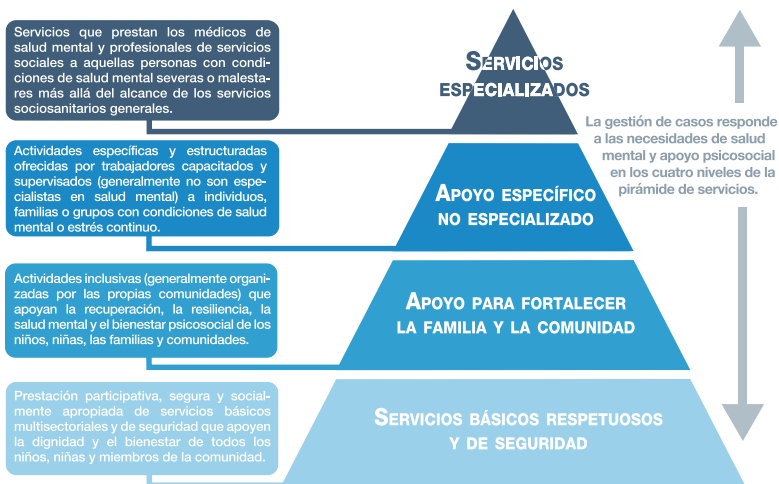 Servicios que prestan los médicos de
salud mental y profesionales de servicios
sociales a aquellas personas con condi-
ciones de salud mental severas o malesta-
res más allá del alcance de los servicios
sociosanitarios generales.
SERVICIOS
ESPECIALIZADOS
La gestión de casos responde
a las necesidades de salud
mental y apoyo psicosocial
en los cuatro niveles de la
pirámide de servicios.
Actividades específicas y estructuradas
ofrecidas por trabajadores capacitados y
supervisados (generalmente no son espe-
cialistas en salud mental) a individuos,
familias o grupos con condiciones de salud
mental o estrés continuo.
APOYO ESPECÍFICO
NO ESPECIALIZADO
Actividades inclusivas (generalmente organi-
zadas por las propias comunidades) que
apoyan la recuperación, la resiliencia, la
salud mental y el bienestar psicosocial de los
niños, niñas, las familias y comunidades.
APOYO PARA FORTALECER
LA FAMILIA Y LA COMUNIDAD
Prestación participativa, segura y social-
mente apropiada de servicios básicos
multisectoriales y de seguridad que apoyen
la dignidad y el bienestar de todos los
niños, niñas y miembros de la comunidad.
SERVICIOS BÁSICOS RESPETUOSOS
Y DE SEGURIDAD